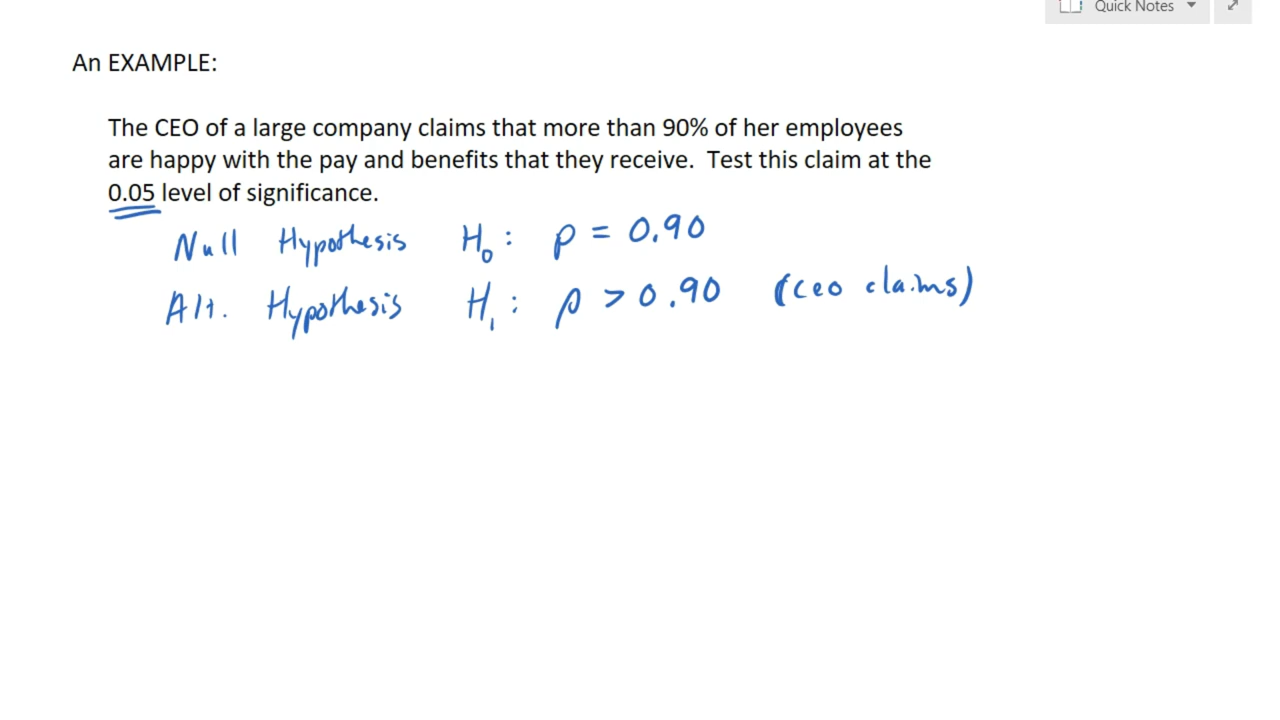 Quick Notes
An EXAMPLE:
The CEO of a large company claims that more than 90% of her employees
are happy with the pay and benefits that they receive. Test this claim at the
0.05 level of significance.
Null Hypothesis H₀: p = 0.90
Alt. Hypothesis H₁: p > 0.90 (ceo claims)